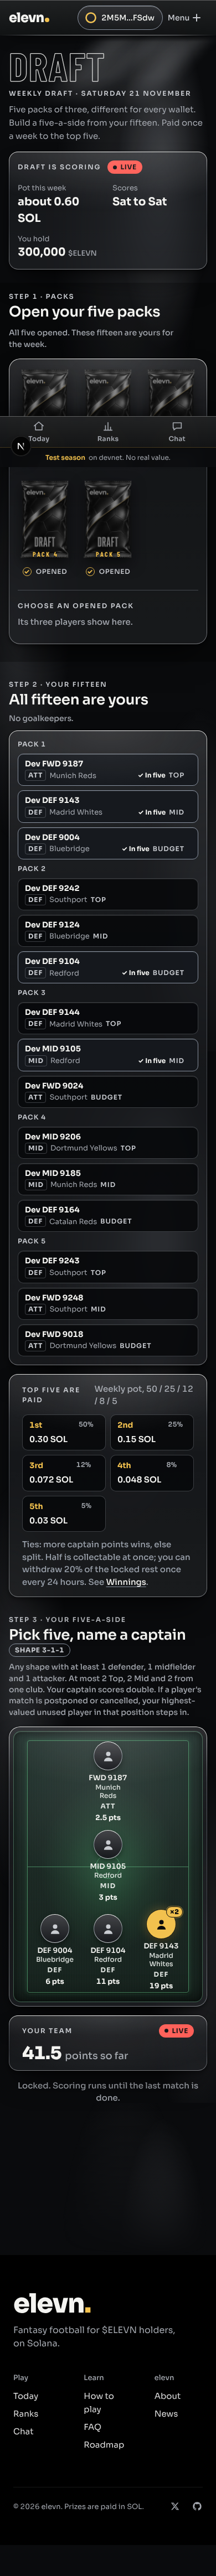 elevn.
2M5M...FSdw
Menu
DRAFT
WEEKLY DRAFT · SATURDAY 21 NOVEMBER
Five packs of three, different for every wallet.
Build a five-a-side from your fifteen. Paid once
a week to the top five.
DRAFT IS SCORING
LIVE
Pot this week
about 0.60
SOL
Scores
Sat to Sat
You hold
300,000 $ELEVN
STEP 1 · PACKS
Open your five packs
All five opened. These fifteen are yours for
the week.
elevn.
elevn.
elevn.
Today
Ranks
Chat
N
Test season on devnet. No real value.
elevn.
DRAFT
PACK 4
elevn.
DRAFT
PACK 5
OPENED
OPENED
CHOOSE AN OPENED PACK
Its three players show here.
STEP 2 · YOUR FIFTEEN
All fifteen are yours
No goalkeepers.
PACK 1
Dev FWD 9187
ATT Munich Reds ✓ In five TOP
Dev DEF 9143
DEF Madrid Whites ✓ In five MID
Dev DEF 9004
DEF Bluebridge ✓ In five BUDGET
PACK 2
Dev DEF 9242
DEF Southport TOP
Dev DEF 9124
DEF Bluebridge MID
Dev DEF 9104
DEF Redford ✓ In five BUDGET
PACK 3
Dev DEF 9144
DEF Madrid Whites TOP
Dev MID 9105
MID Redford ✓ In five MID
Dev FWD 9024
ATT Southport BUDGET
PACK 4
Dev MID 9206
MID Dortmund Yellows TOP
Dev MID 9185
MID Munich Reds MID
Dev DEF 9164
DEF Catalan Reds BUDGET
PACK 5
Dev DEF 9243
DEF Southport TOP
Dev FWD 9248
ATT Southport MID
Dev FWD 9018
ATT Dortmund Yellows BUDGET
TOP FIVE ARE
PAID
Weekly pot, 50 / 25 / 12
/ 8 / 5
1st 50%
0.30 SOL
2nd 25%
0.15 SOL
3rd 12%
0.072 SOL
4th 8%
0.048 SOL
5th 5%
0.03 SOL
Ties: more captain points wins, else
split. Half is collectable at once; you can
withdraw 20% of the locked rest once
every 24 hours. See Winnings.
STEP 3 · YOUR FIVE-A-SIDE
Pick five, name a captain
SHAPE 3-1-1
Any shape with at least 1 defender, 1 midfielder
and 1 attacker. At most 2 Top, 2 Mid and 2 from
one club. Your captain scores double. If a player's
match is postponed or cancelled, your highest-
valued unused player in that position steps in.
FWD 9187
Munich
Reds
ATT
2.5 pts
MID 9105
Redford
MID
3 pts
DEF 9004
Bluebridge
DEF
6 pts
DEF 9104
Redford
DEF
11 pts
×2
DEF 9143
Madrid
Whites
DEF
19 pts
YOUR TEAM
LIVE
41.5 points so far
Locked. Scoring runs until the last match is
done.
elevn.
Fantasy football for $ELEVN holders,
on Solana.
Play
Today
Ranks
Chat
Learn
How to
play
FAQ
Roadmap
elevn
About
News
© 2026 elevn. Prizes are paid in SOL.